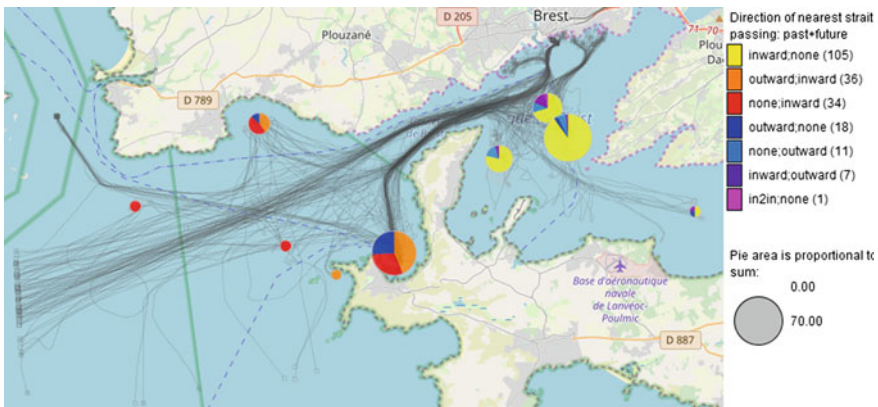 Brest
D 205
Plouzané
D 789
Base d'aéronautique
navale
de Lanvéoc-
Poulmic
D 887
Direction of nearest strait
passing: past+future
inward;none (105)
outward;inward (36)
none;inward (34)
outward;none (18)
none;outward (11)
inward;outward (7)
in2in;none (1)
Pie area is proportional to
sum:
0.00
70.00